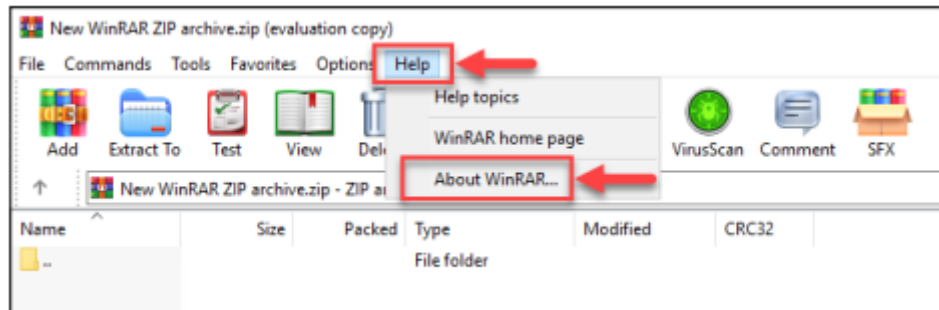 New WinRAR ZIP archive.zip (evaluation copy)
File Commands Tools Favorites Options Help
Help topics
WinRAR home page
About WinRAR...
Add Extract To Test View Dele VirusScan Comment SFX
New WinRAR ZIP archive.zip - ZIP ar
Name Size Packed Type Modified CRC32
.. File folder